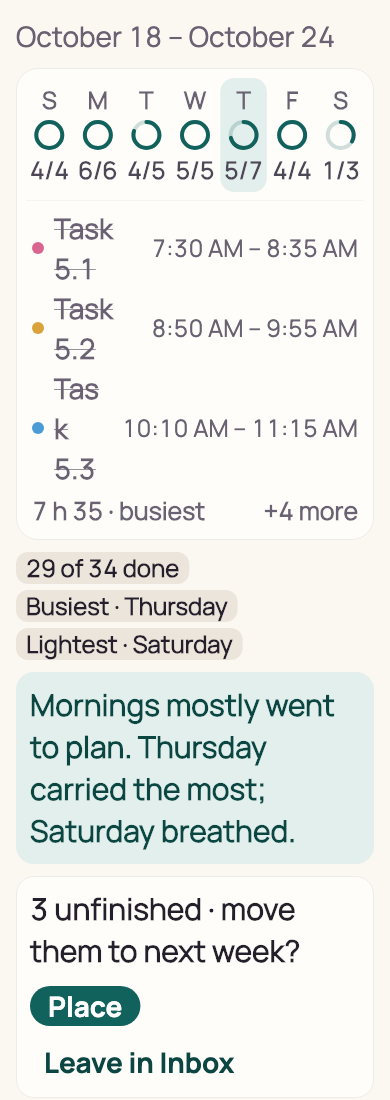 October 18 – October 24
S M T W T F S
4/4 6/6 4/5 5/5 5/7 4/4 1/3
Task 7:30 AM – 8:35 AM
5.1
Task 8:50 AM – 9:55 AM
5.2
Tas
k 10:10 AM – 11:15 AM
5.3
7 h 35 · busiest +4 more
29 of 34 done
Busiest · Thursday
Lightest · Saturday
Mornings mostly went
to plan. Thursday
carried the most;
Saturday breathed.
3 unfinished · move
them to next week?
Place
Leave in Inbox